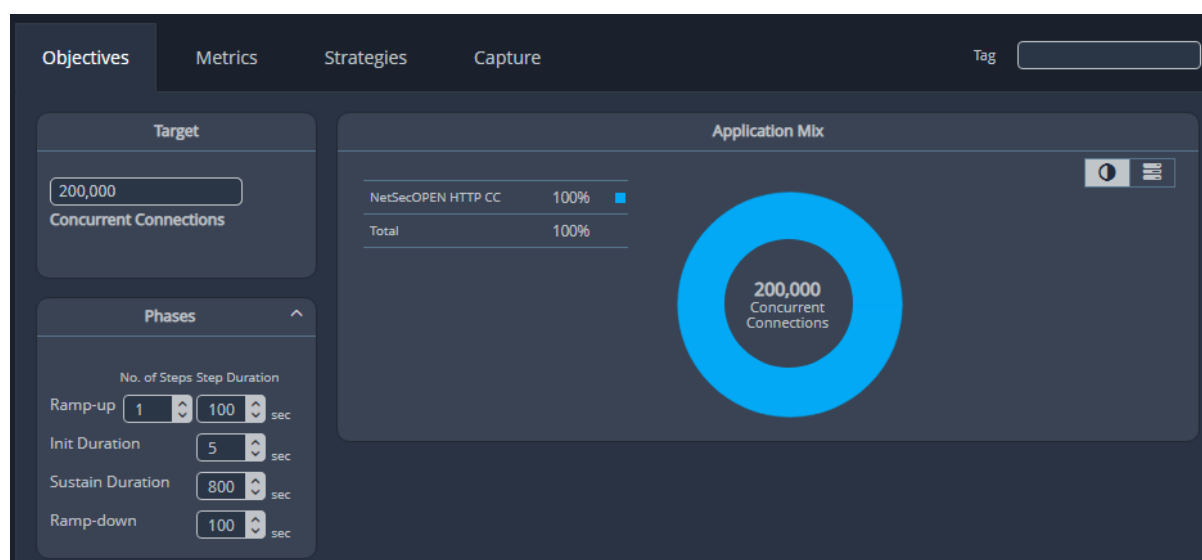 Objectives Metrics Strategies Capture Tag
Target
200,000
Concurrent Connections
Application Mix
NetSecOPEN HTTP CC 100%
Total 100%
200,000
Concurrent
Connections
Phases
No. of Steps Step Duration
Ramp-up 1 100 sec
Init Duration 5 sec
Sustain Duration 800 sec
Ramp-down 100 sec